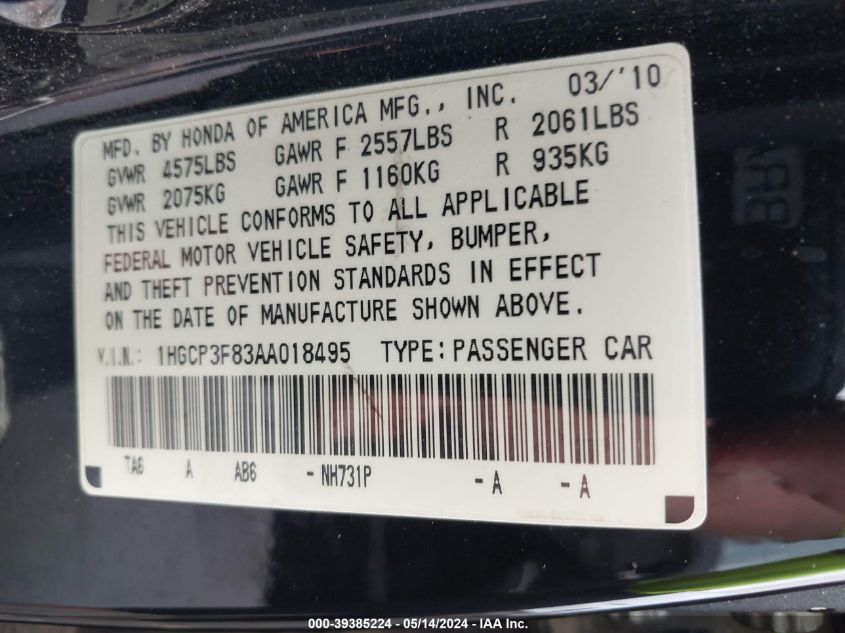 MFD. BY HONDA OF AMERICA MFG., INC. 03/'10
GVWR 4575LBS GAWR F 2557LBS R 2061LBS
GVWR 2075KG GAWR F 1160KG R 935KG
THIS VEHICLE CONFORMS TO ALL APPLICABLE
FEDERAL MOTOR VEHICLE SAFETY, BUMPER,
AND THEFT PREVENTION STANDARDS IN EFFECT
ON THE DATE OF MANUFACTURE SHOWN ABOVE.
V.I.N.: 1HGCP3F83AA018495 TYPE: PASSENGER CAR
TA6 A AB6 - NH731P - A - A
000-39385224 - 05/14/2024 - IAA Inc.